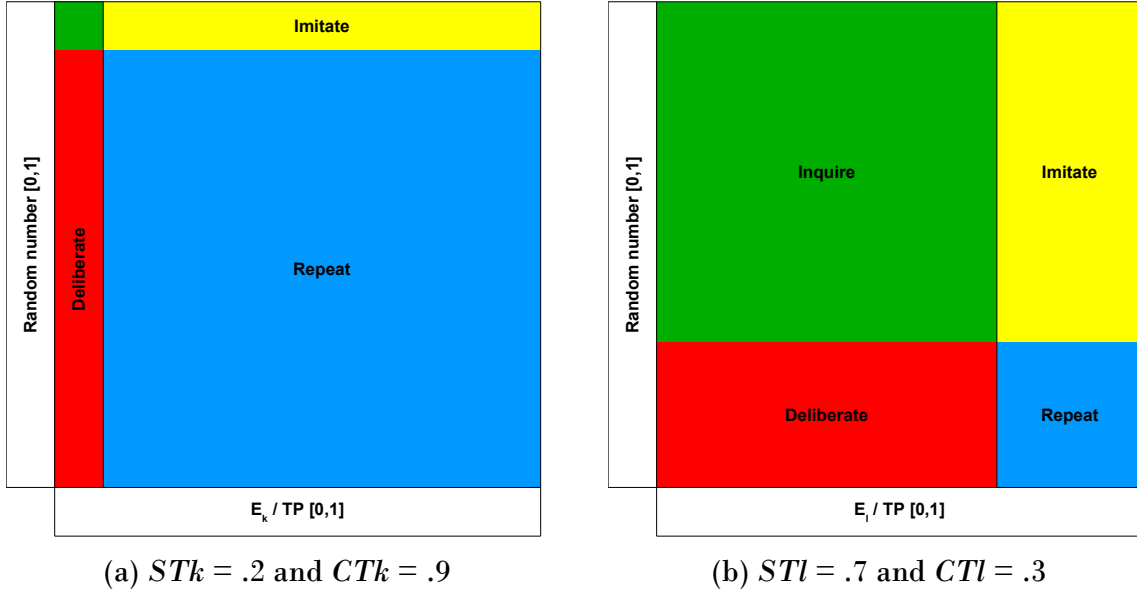 Random number [0,1]
Imitate
Deliberate
Repeat
E_k / TP [0,1]
(a) STk = .2 and CTk = .9
Random number [0,1]
Inquire
Imitate
Deliberate
Repeat
E_l / TP [0,1]
(b) STl = .7 and CTl = .3